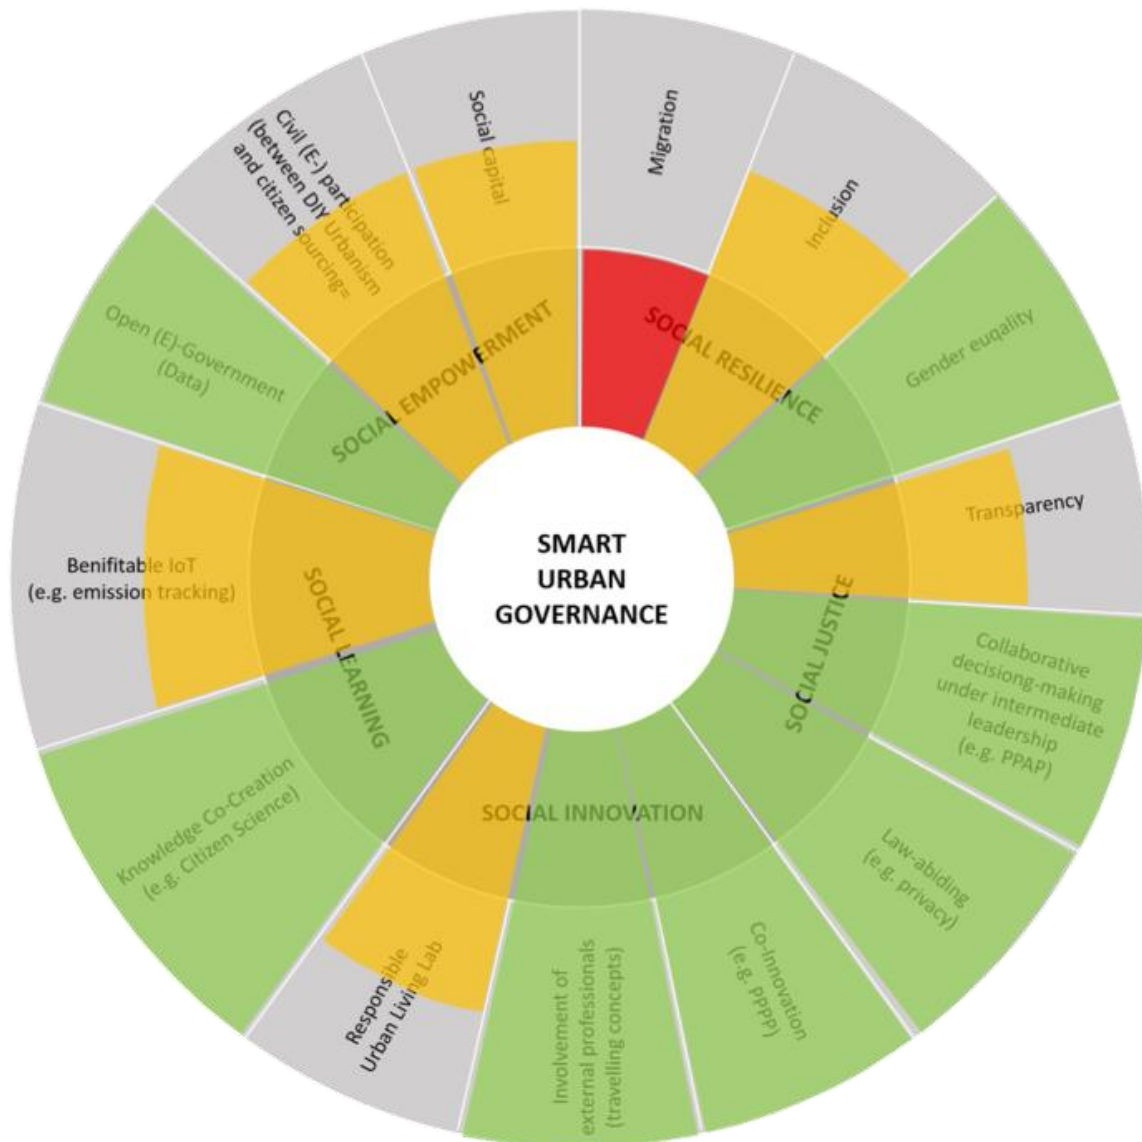 SMART
URBAN
GOVERNANCE
SOCIAL RESILIENCE
Migration
Inclusion
Gender euqality
SOCIAL JUSTICE
Transparency
Collaborative
decisiong-making
under intermediate
leadership
(e.g. PPAP)
Law-abiding
(e.g. privacy)
SOCIAL INNOVATION
Co-Innovation
(e.g. PPPP)
Involvement of
external professionals
(travelling concepts)
Responsible
Urban Living Lab
SOCIAL LEARNING
Knowledge Co-Creation
(e.g. Citizen Science)
Benifitable IoT
(e.g. emission tracking)
SOCIAL EMPOWERMENT
Open (E)-Government
(Data)
Civil (E-) participation
(between DIY Urbanism
and citizen sourcing=
Social capital